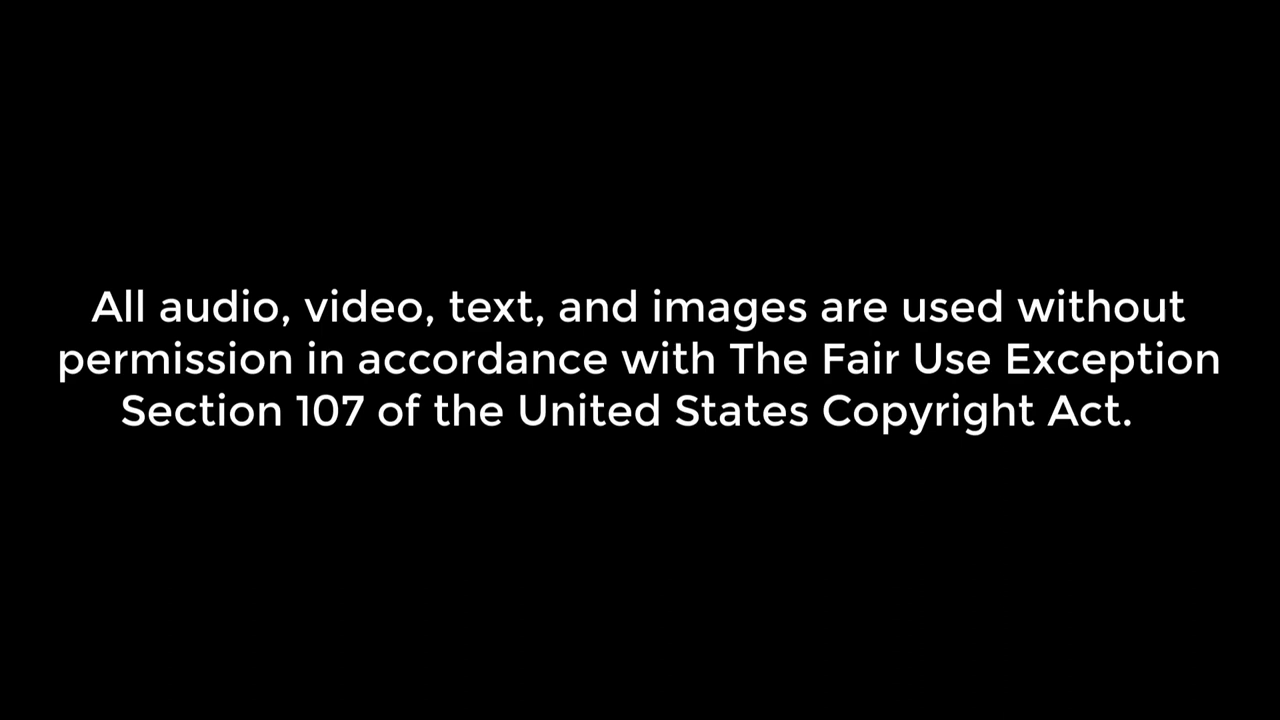 All audio, video, text, and images are used without
permission in accordance with The Fair Use Exception
Section 107 of the United States Copyright Act.